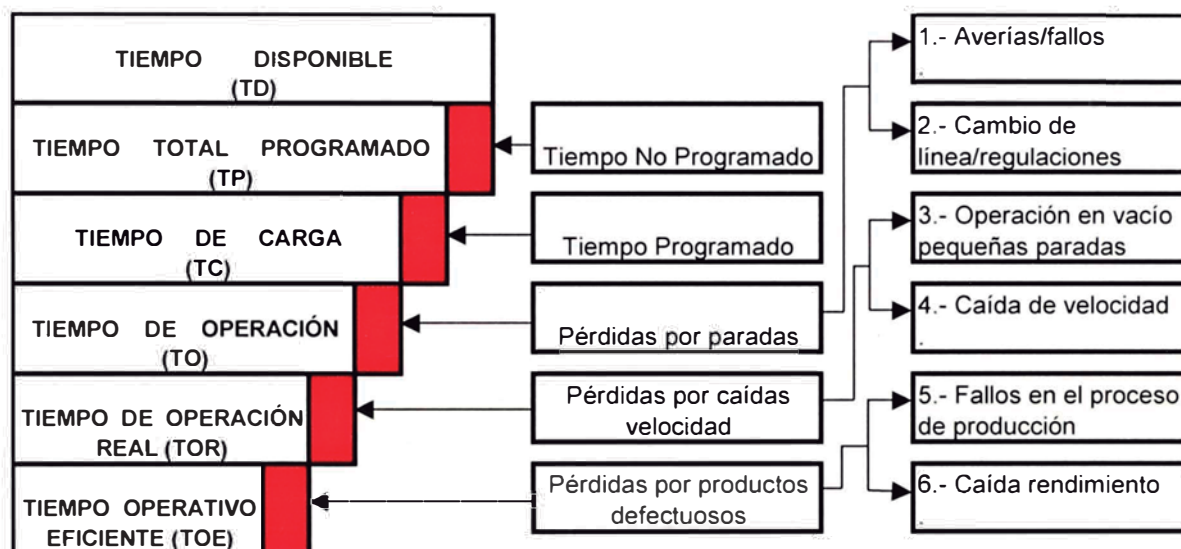 TIEMPO DISPONIBLE
(TD)
TIEMPO TOTAL PROGRAMADO
(TP)
TIEMPO DE CARGA
(TC)
TIEMPO DE OPERACIÓN
(TO)
TIEMPO DE OPERACIÓN
REAL (TOR)
TIEMPO OPERATIVO
EFICIENTE (TOE)
Tiempo No Programado
Tiempo Programado
Pérdidas por paradas
Pérdidas por caídas
velocidad
Pérdidas por productos
defectuosos
1.- Averías/fallos
.
2.- Cambio de
línea/regulaciones
3.- Operación en vacío
pequeñas paradas
4.- Caída de velocidad
.
5.- Fallos en el proceso
de producción
6.- Caída rendimiento
.